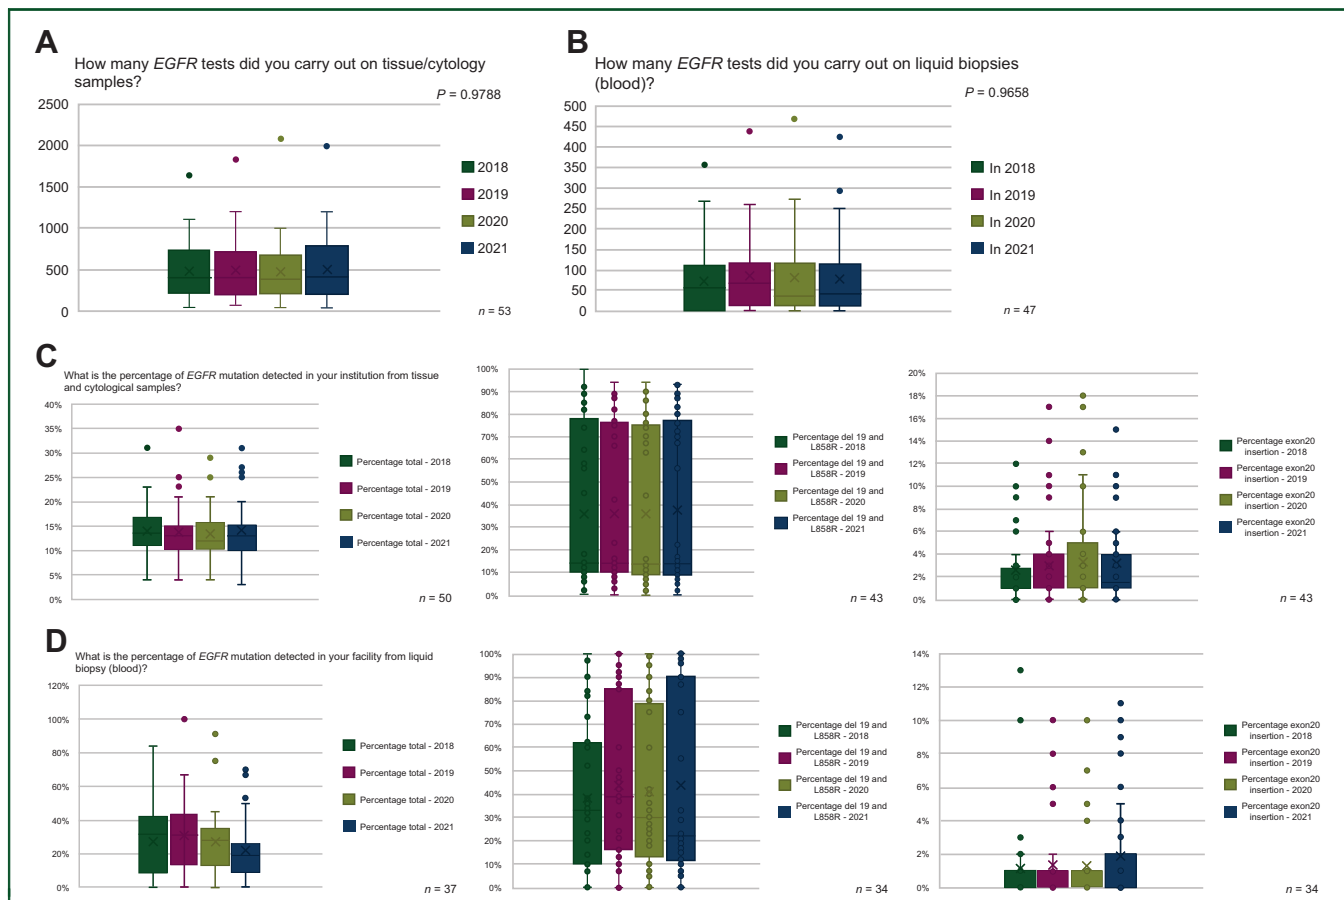 A
How many EGFR tests did you carry out on tissue/cytology
samples?
P = 0.9788
2500
2000
1500
1000
500
0
2018
2019
2020
2021
n = 53
B
How many EGFR tests did you carry out on liquid biopsies
(blood)?
P = 0.9658
500
450
400
350
300
250
200
150
100
50
0
In 2018
In 2019
In 2020
In 2021
n = 47
C
What is the percentage of EGFR mutation detected in your institution from tissue
and cytological samples?
40%
35%
30%
25%
20%
15%
10%
5%
0%
Percentage total - 2018
Percentage total - 2019
Percentage total - 2020
Percentage total - 2021
n = 50
100%
90%
80%
70%
60%
50%
40%
30%
20%
10%
0%
Percentage del 19 and
L858R - 2018
Percentage del 19 and
L858R - 2019
Percentage del 19 and
L858R - 2020
Percentage del 19 and
L858R - 2021
n = 43
20%
18%
16%
14%
12%
10%
8%
6%
4%
2%
0%
Percentage exon20
insertion - 2018
Percentage exon20
insertion - 2019
Percentage exon20
insertion - 2020
Percentage exon20
insertion - 2021
n = 43
D
What is the percentage of EGFR mutation detected in your facility from liquid
biopsy (blood)?
120%
100%
80%
60%
40%
20%
0%
Percentage total - 2018
Percentage total - 2019
Percentage total - 2020
Percentage total - 2021
n = 37
100%
90%
80%
70%
60%
50%
40%
30%
20%
10%
0%
Percentage del 19 and
L858R - 2018
Percentage del 19 and
L858R - 2019
Percentage del 19 and
L858R - 2020
Percentage del 19 and
L858R - 2021
n = 34
14%
12%
10%
8%
6%
4%
2%
0%
Percentage exon20
insertion - 2018
Percentage exon20
insertion - 2019
Percentage exon20
insertion - 2020
Percentage exon20
insertion - 2021
n = 34